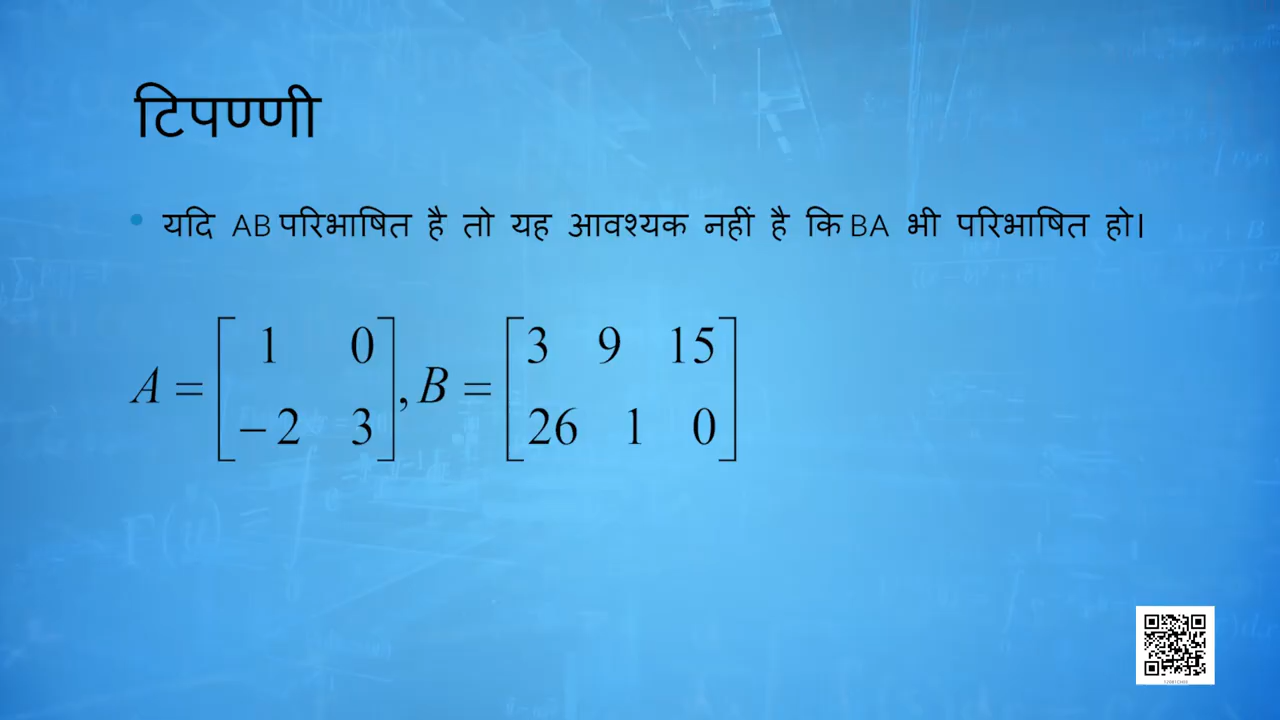 टिपण्णी
• यदि AB परिभाषित है तो यह आवश्यक नहीं है कि BA भी परिभाषित हो।
A = [1 0; −2 3], B = [3 9 15; 26 1 0]